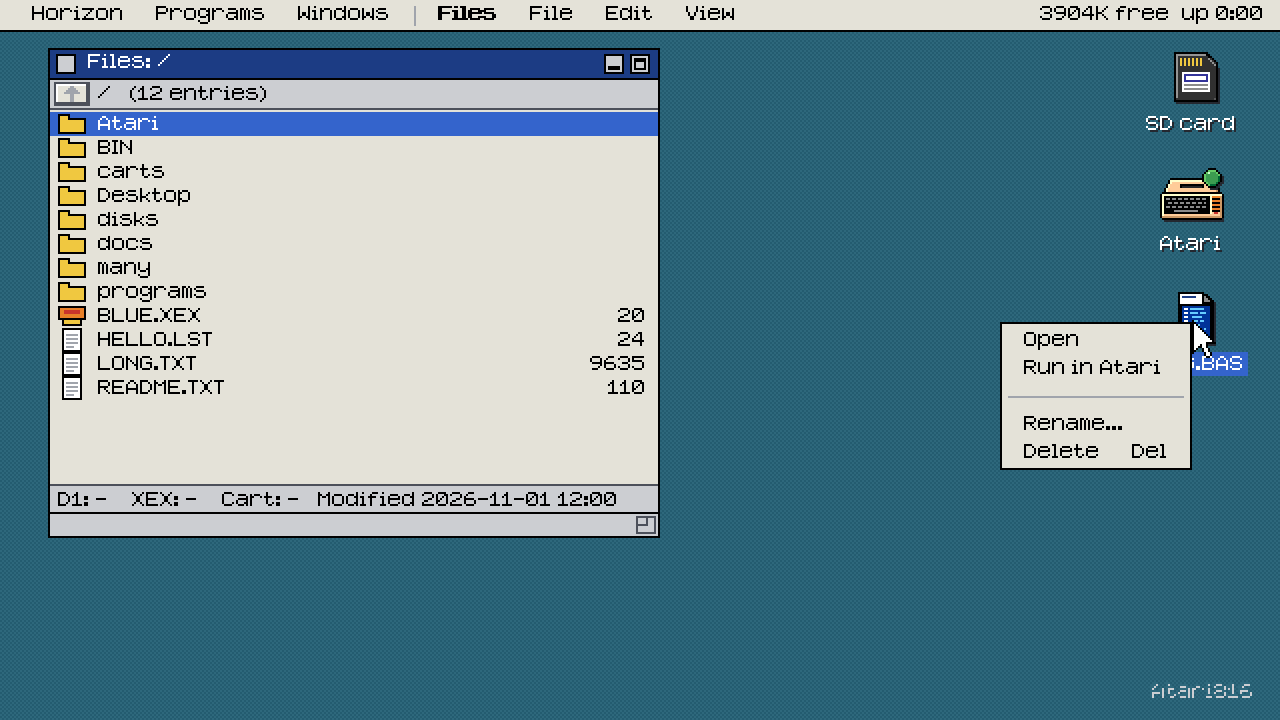 Horizon Programs Windows | Files File Edit View 3904K free up 0:00
Files: /
/ (12 entries)
Atari
BIN
carts
Desktop
disks
docs
many
programs
BLUE.XEX 20
HELLO.LST 24
LONG.TXT 9635
README.TXT 110
D1: - XEX: - Cart: - Modified 2026-11-01 12:00
SD card
Atari
.BAS
Open
Run in Atari
Rename...
Delete Del
Atari816